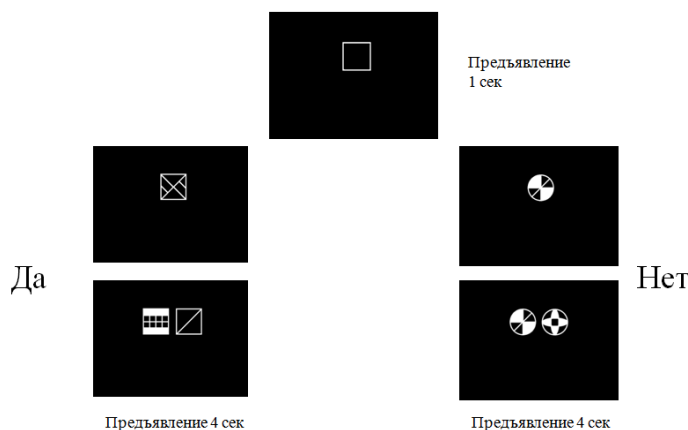 Предъявление
1 сек
Да
Нет
Предъявление 4 сек
Предъявление 4 сек